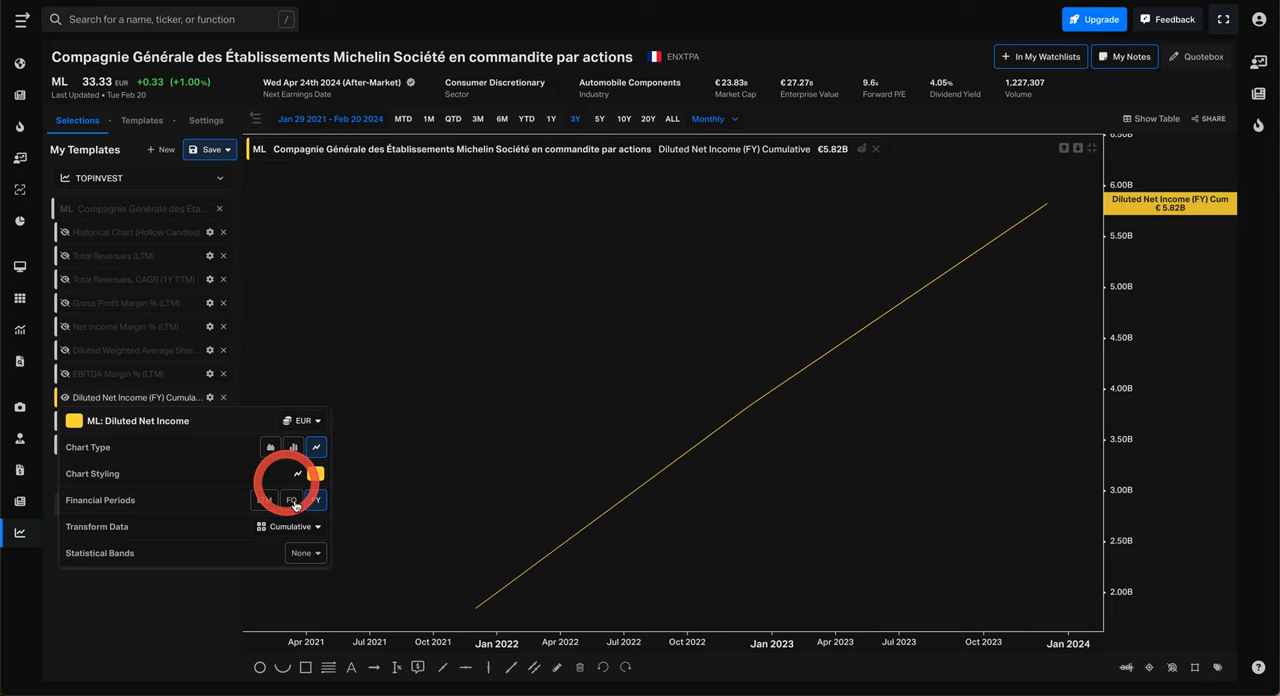 Search for a name, ticker, or function
/
Upgrade
Feedback
Compagnie Générale des Établissements Michelin Société en commandite par actions
ENXTPA
In My Watchlists
My Notes
Quotebox
ML 33.33 EUR +0.33 (+1.00%)
Last Updated • Tue Feb 20
Wed Apr 24th 2024 (After-Market)
Next Earnings Date
Consumer Discretionary
Sector
Automobile Components
Industry
€23.83B
Market Cap
€27.27B
Enterprise Value
9.6x
Forward P/E
4.05%
Dividend Yield
1,227,307
Volume
Selections
Templates
Settings
Jan 29 2021 - Feb 20 2024
MTD 1M QTD 3M 6M YTD 1Y 3Y 5Y 10Y 20Y ALL
Monthly
Show Table
SHARE
My Templates
+ New
Save
TOPINVEST
ML Compagnie Générale des Éta...
Historical Chart (Hollow Candles)
Total Revenues (LTM)
Total Revenues, CAGR (1Y TTM)
Gross Profit Margin % (LTM)
Net Income Margin % (LTM)
Diluted Weighted Average Shar...
EBITDA Margin % (LTM)
Diluted Net Income (FY) Cumula...
ML: Diluted Net Income
EUR
Chart Type
Chart Styling
Financial Periods
LTM FQ FY
Transform Data
Cumulative
Statistical Bands
None
ML Compagnie Générale des Établissements Michelin Société en commandite par actions Diluted Net Income (FY) Cumulative €5.82B
6.50B
6.00B
Diluted Net Income (FY) Cum
€ 5.82B
5.50B
5.00B
4.50B
4.00B
3.50B
3.00B
2.50B
2.00B
Apr 2021 Jul 2021 Oct 2021 Jan 2022 Apr 2022 Jul 2022 Oct 2022 Jan 2023 Apr 2023 Jul 2023 Oct 2023 Jan 2024